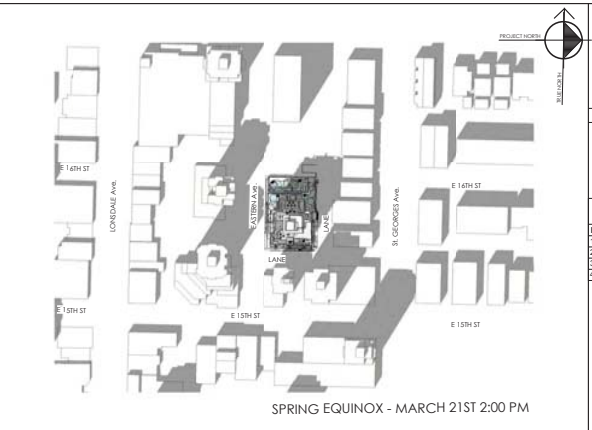 PROJECT NORTH
TRUE NORTH
E 16TH ST
LONSDALE Ave.
EASTERN Ave.
LANE
St. GEORGES Ave.
E 16TH ST
LANE
E 15TH ST
E 15TH ST
E 15TH ST
SPRING EQUINOX - MARCH 21ST 2:00 PM